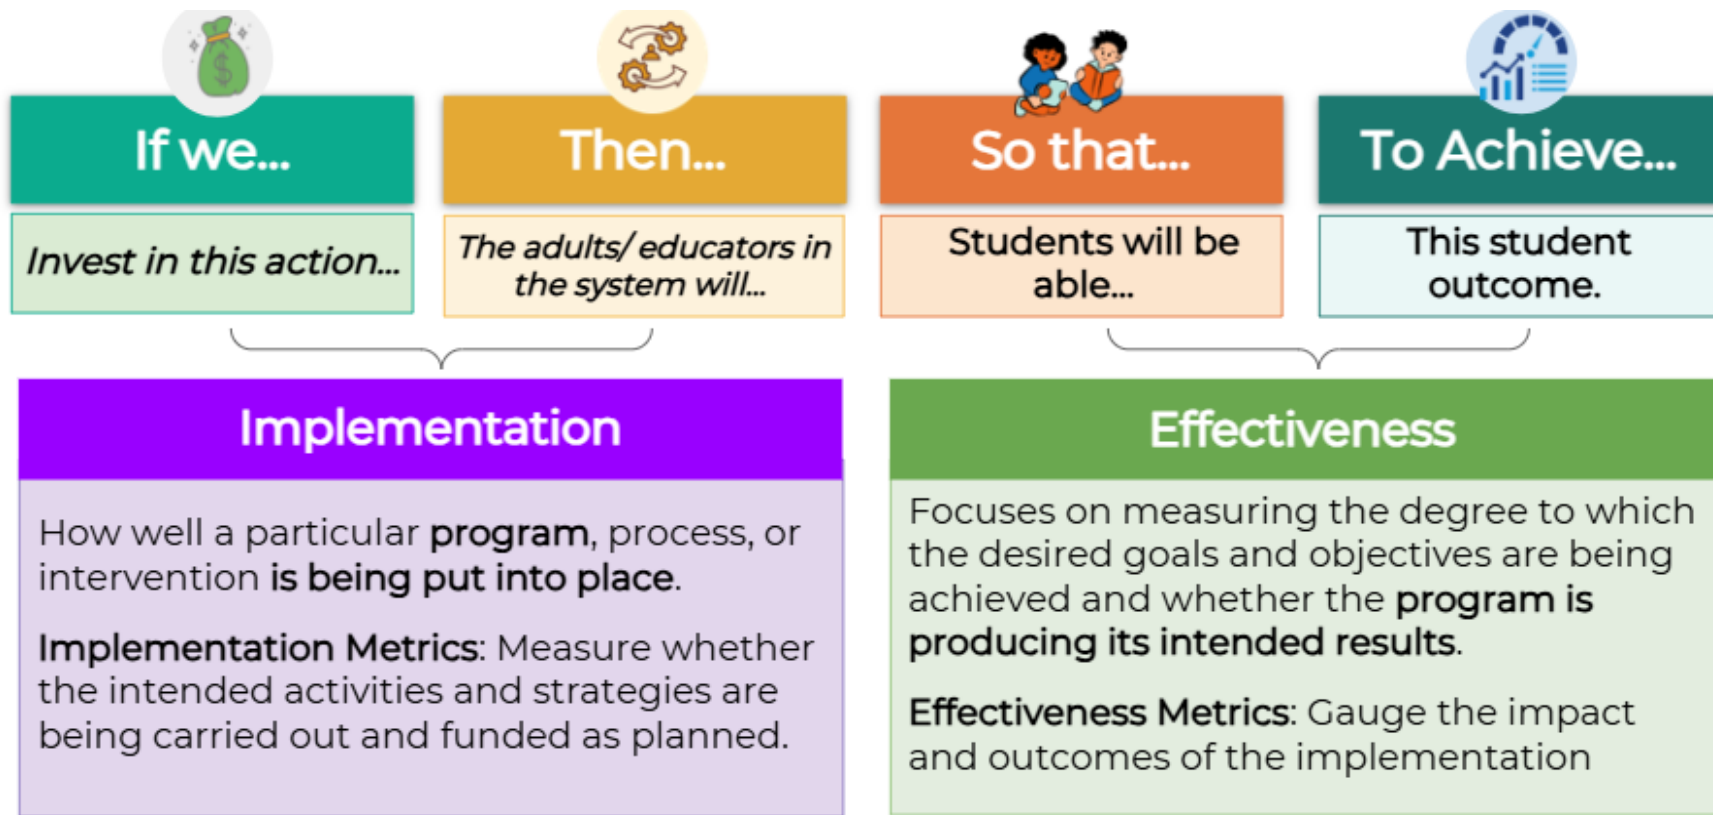 If we...
Then...
So that...
To Achieve...
Invest in this action...
The adults/ educators in
the system will...
Students will be
able...
This student
outcome.
Implementation
How well a particular program, process, or
intervention is being put into place.
Implementation Metrics: Measure whether
the intended activities and strategies are
being carried out and funded as planned.
Effectiveness
Focuses on measuring the degree to which
the desired goals and objectives are being
achieved and whether the program is
producing its intended results.
Effectiveness Metrics: Gauge the impact
and outcomes of the implementation